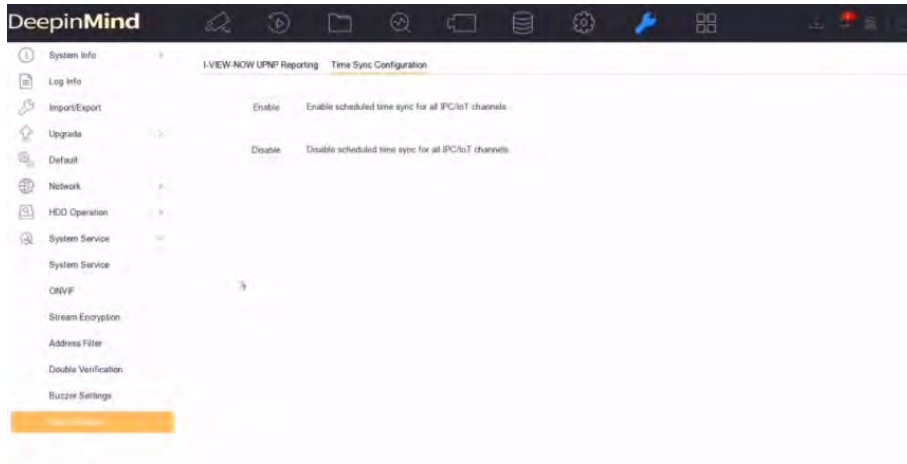 DeepinMind
System Info
Log Info
Import/Export
Upgrade
Default
Network
HDD Operation
System Service
System Service
ONVIF
Stream Encryption
Address Filter
Double Verification
Buzzer Settings
I-VIEW-NOW UPNP Reporting Time Sync Configuration
Enable Enable scheduled time sync for all IPC/IoT channels.
Disable Disable scheduled time sync for all IPC/IoT channels.